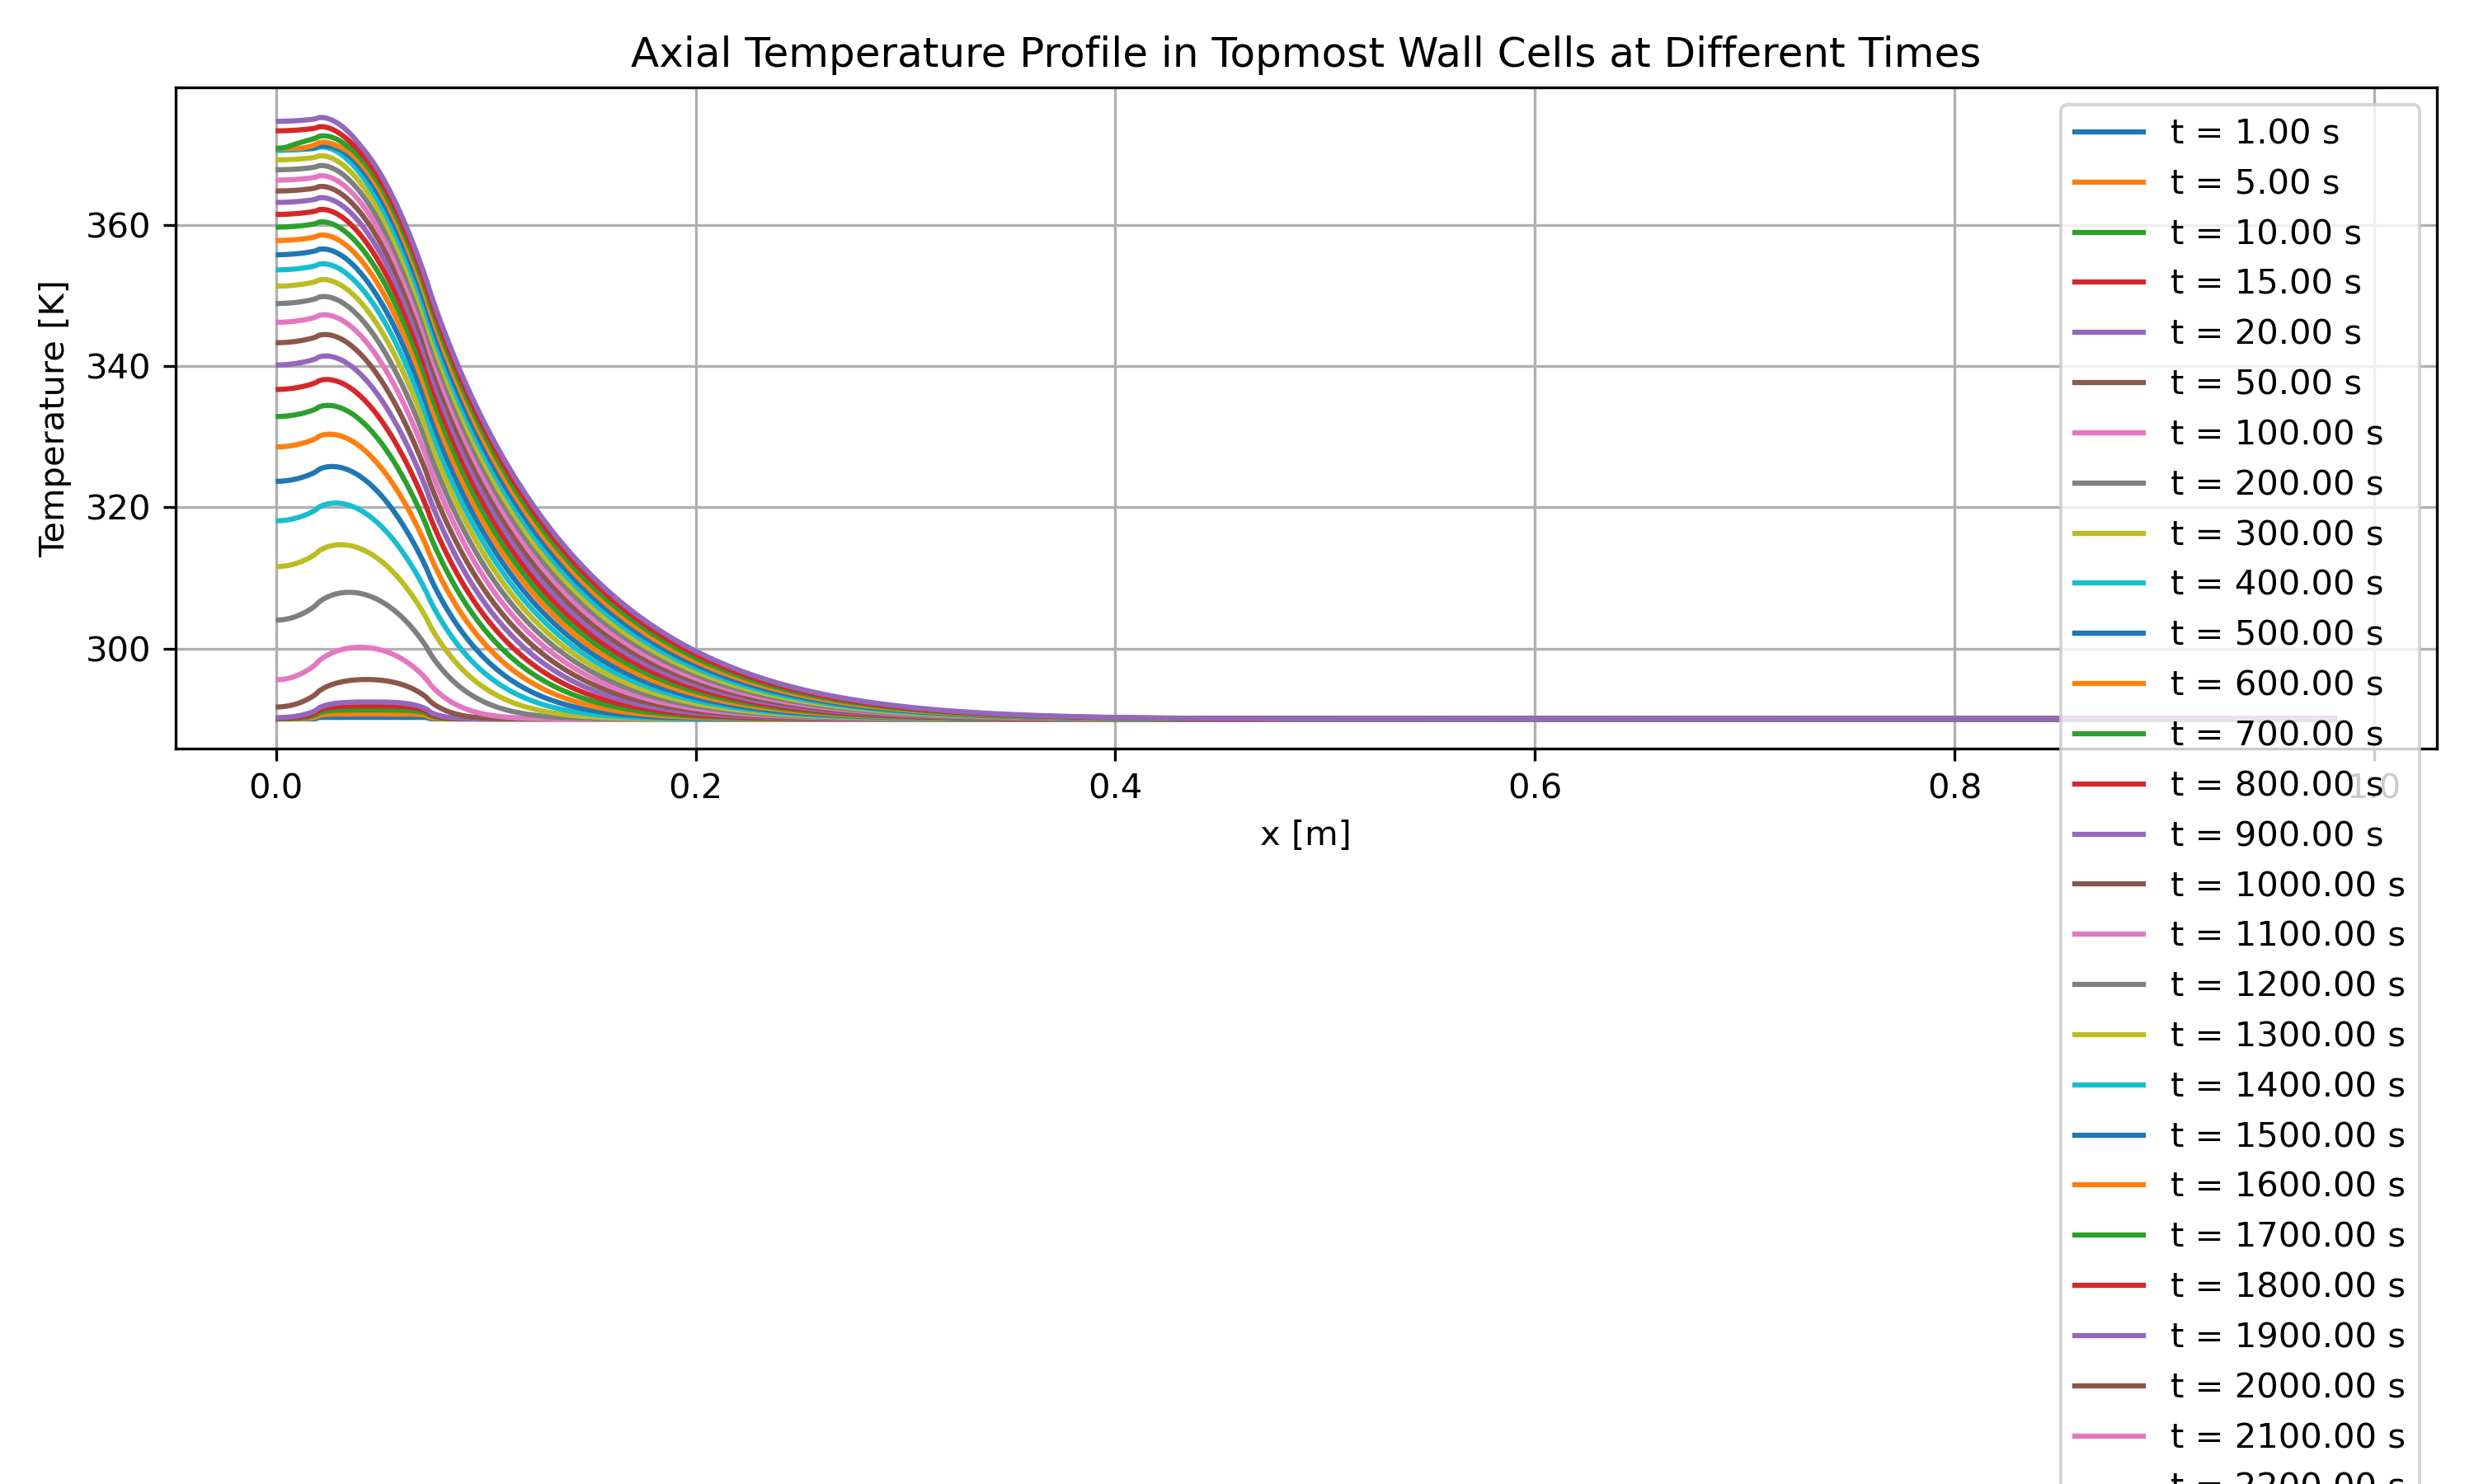 Axial Temperature Profile in Topmost Wall Cells at Different Times
Temperature [K]
360
340
320
300
0.0
0.2
0.4
0.6
0.8
1.0
x [m]
t = 1.00 s
t = 5.00 s
t = 10.00 s
t = 15.00 s
t = 20.00 s
t = 50.00 s
t = 100.00 s
t = 200.00 s
t = 300.00 s
t = 400.00 s
t = 500.00 s
t = 600.00 s
t = 700.00 s
t = 800.00 s
t = 900.00 s
t = 1000.00 s
t = 1100.00 s
t = 1200.00 s
t = 1300.00 s
t = 1400.00 s
t = 1500.00 s
t = 1600.00 s
t = 1700.00 s
t = 1800.00 s
t = 1900.00 s
t = 2000.00 s
t = 2100.00 s
t = 2200.00 s